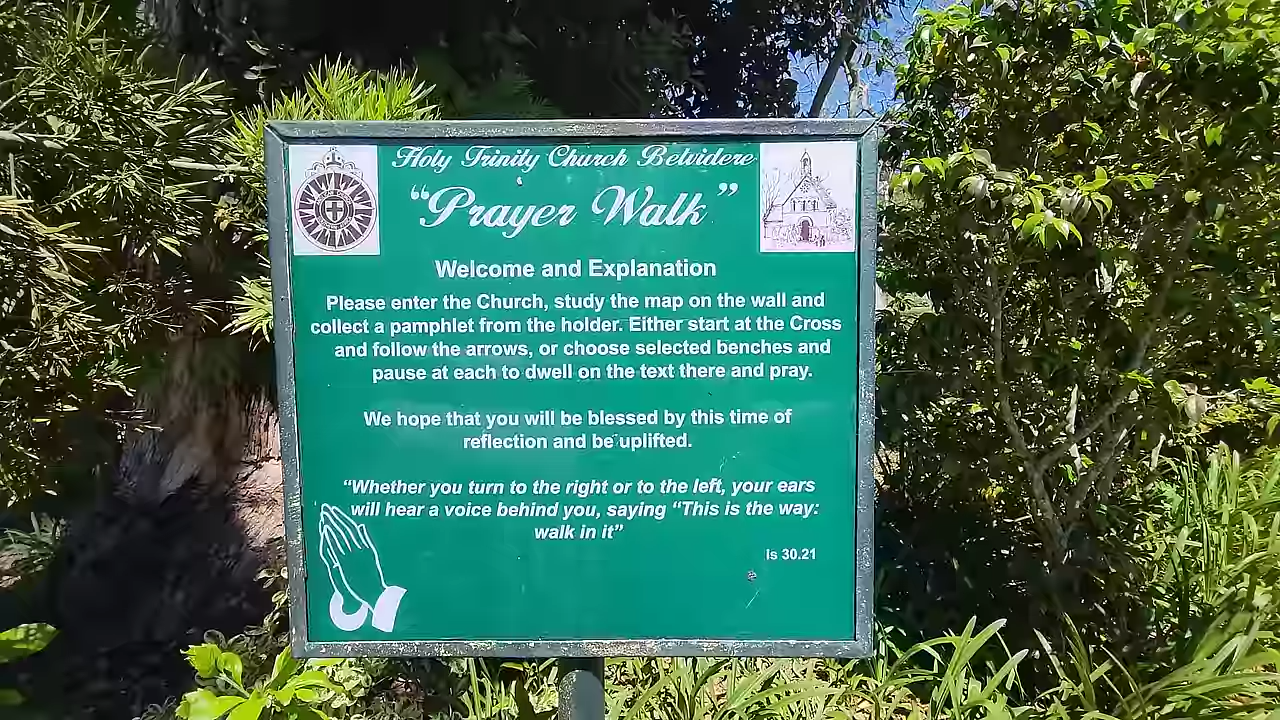 Holy Trinity Church Belvidere
“Prayer Walk”
Welcome and Explanation
Please enter the Church, study the map on the wall and
collect a pamphlet from the holder. Either start at the Cross
and follow the arrows, or choose selected benches and
pause at each to dwell on the text there and pray.
We hope that you will be blessed by this time of
reflection and be uplifted.
“Whether you turn to the right or to the left, your ears
will hear a voice behind you, saying “This is the way:
walk in it”
Is 30.21